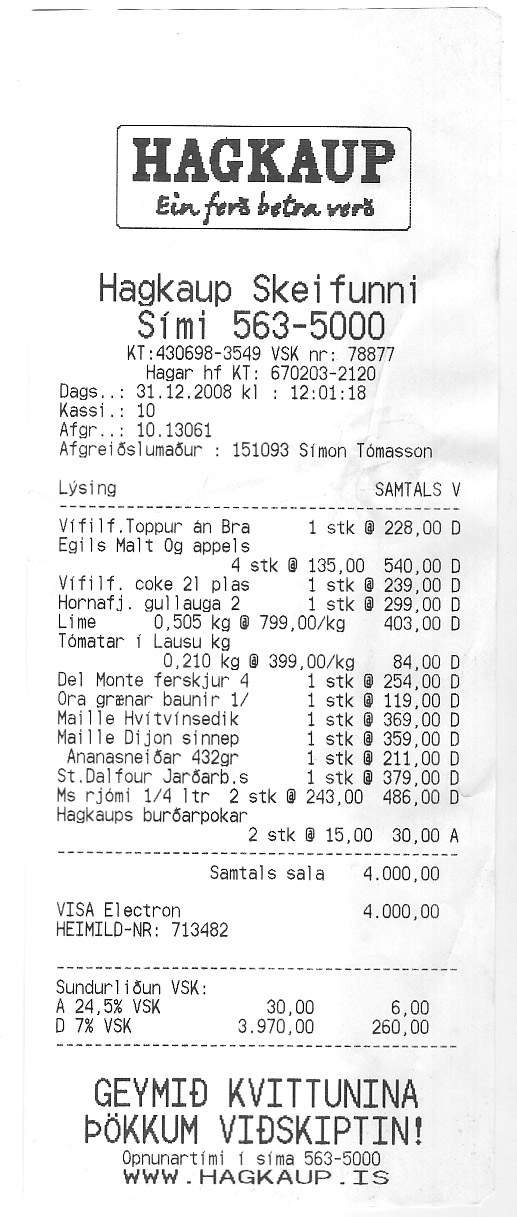 HAGKAUP
Ein ferð betra verð
Hagkaup Skeifunni
Sími 563-5000
KT:430698-3549 VSK nr: 78877
Hagar hf KT: 670203-2120
Dags..: 31.12.2008 kl : 12:01:18
Kassi.: 10
Afgr..: 10.13061
Afgreiðslumaður : 151093 Símon Tómasson
Lýsing SAMTALS V
Vífilf.Toppur án Bra 1 stk @ 228,00 D
Egils Malt Og appels
4 stk @ 135,00 540,00 D
Vífilf. coke 2l plas 1 stk @ 239,00 D
Hornafj. gullauga 2 1 stk @ 299,00 D
Lime 0,505 kg @ 799,00/kg 403,00 D
Tómatar í Lausu kg
0,210 kg @ 399,00/kg 84,00 D
Del Monte ferskjur 4 1 stk @ 254,00 D
Ora grænar baunir 1/ 1 stk @ 119,00 D
Maille Hvítvínsedik 1 stk @ 369,00 D
Maille Dijon sinnep 1 stk @ 359,00 D
Ananasneiðar 432gr 1 stk @ 211,00 D
St.Dalfour Jarðarb.s 1 stk @ 379,00 D
Ms rjómi 1/4 ltr 2 stk @ 243,00 486,00 D
Hagkaups burðarpokar
2 stk @ 15,00 30,00 A
Samtals sala 4.000,00
VISA Electron 4.000,00
HEIMILD-NR: 713482
Sundurliðun VSK:
A 24,5% VSK 30,00 6,00
D 7% VSK 3.970,00 260,00
GEYMIÐ KVITTUNINA
ÞÖKKUM VIÐSKIPTIN!
Opnunartími í síma 563-5000
WWW.HAGKAUP.IS